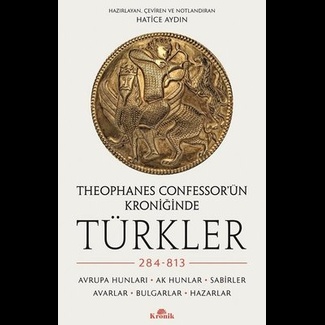 HAZIRLAYAN, ÇEVİREN VE NOTLANDIRAN
HATİCE AYDIN
THEOPHANES CONFESSOR'ÜN
KRONİĞİNDE
TÜRKLER
284-813
AVRUPA HUNLARI • AK HUNLAR • SABİRLER
AVARLAR • BULGARLAR • HAZARLAR
Kronik